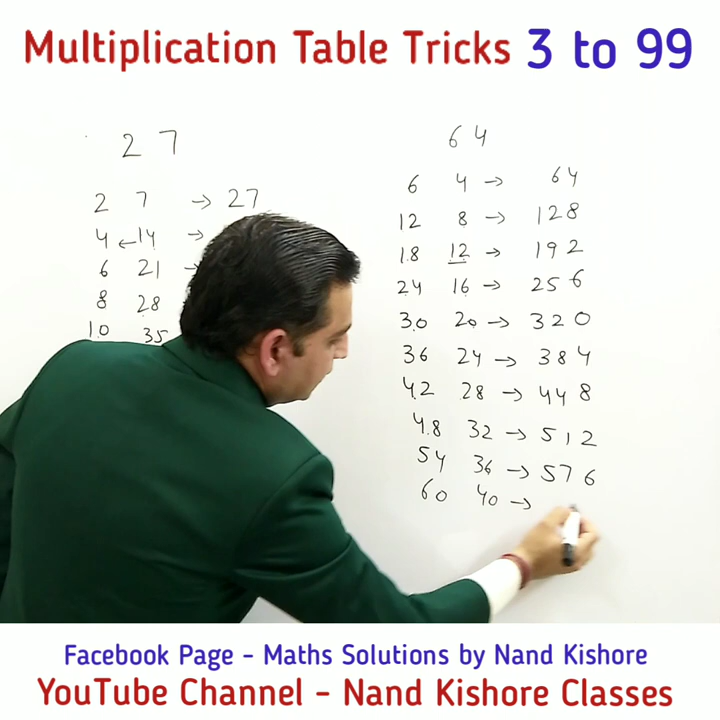 Multiplication Table Tricks 3 to 99
27
2 7 → 27
4 ← 14 →
6 21 →
8 28
10 35
64
6 4 → 64
12 8 → 128
18 12 → 192
24 16 → 256
30 20 → 320
36 24 → 384
42 28 → 448
48 32 → 512
54 36 → 576
60 40 →
Facebook Page - Maths Solutions by Nand Kishore
YouTube Channel - Nand Kishore Classes